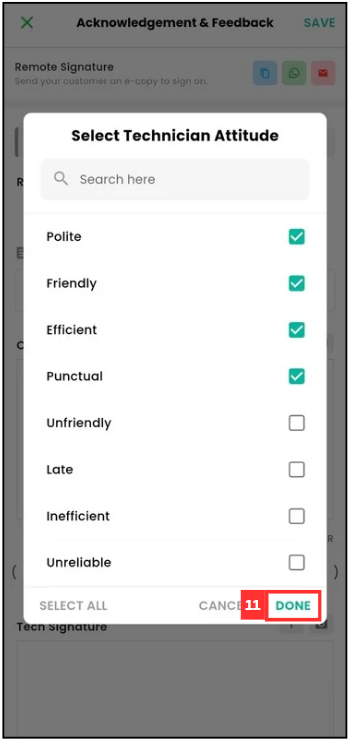 Acknowledgement & Feedback SAVE
Remote Signature
Send your customer an e-copy to sign on.
Select Technician Attitude
Search here
R
Polite
Friendly
Efficient
C
Punctual
Unfriendly
Late
Inefficient
R
Unreliable
( )
SELECT ALL CANCE 11 DONE
Tech Signature